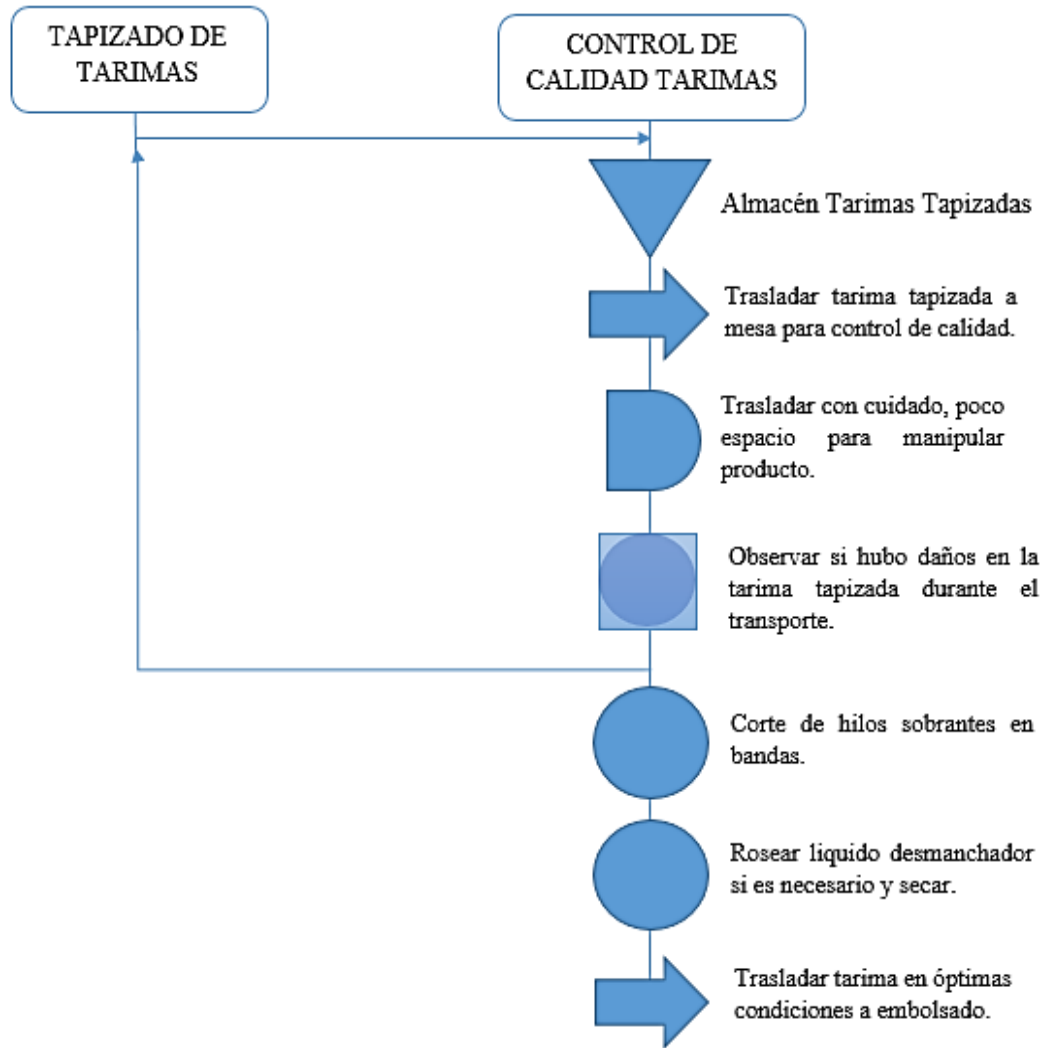 TAPIZADO DE
TARIMAS
CONTROL DE
CALIDAD TARIMAS
Almacén Tarimas Tapizadas
Trasladar tarima tapizada a
mesa para control de calidad.
Trasladar con cuidado, poco
espacio para manipular
producto.
Observar si hubo daños en la
tarima tapizada durante el
transporte.
Corte de hilos sobrantes en
bandas.
Rosear liquido desmanchador
si es necesario y secar.
Trasladar tarima en óptimas
condiciones a embolsado.